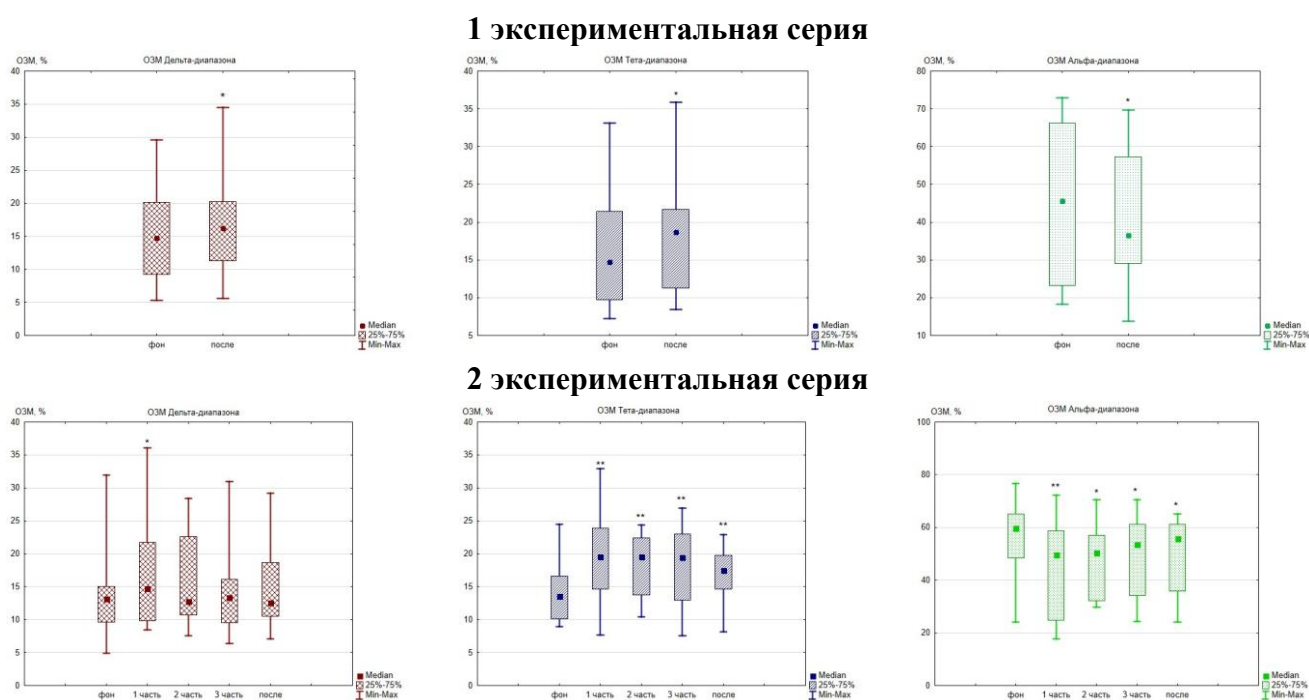 1 экспериментальная серия
ОЗМ, %
ОЗМ Дельта-диапазона
40
35
30
25
20
15
10
5
0
*
фон после
Median
25%-75%
Min-Max
ОЗМ, %
ОЗМ Тета-диапазона
40
35
30
25
20
15
10
5
*
фон после
Median
25%-75%
Min-Max
ОЗМ, %
ОЗМ Альфа-диапазона
80
70
60
50
40
30
20
10
*
фон после
Median
25%-75%
Min-Max
2 экспериментальная серия
ОЗМ, %
ОЗМ Дельта-диапазона
40
35
30
25
20
15
10
5
0
*
фон 1 часть 2 часть 3 часть после
Median
25%-75%
Min-Max
ОЗМ, %
ОЗМ Тета-диапазона
40
35
30
25
20
15
10
5
0
** ** ** **
фон 1 часть 2 часть 3 часть после
Median
25%-75%
Min-Max
ОЗМ, %
ОЗМ Альфа-диапазона
100
80
60
40
20
0
** * * *
фон 1 часть 2 часть 3 часть после
Median
25%-75%
Min-Max